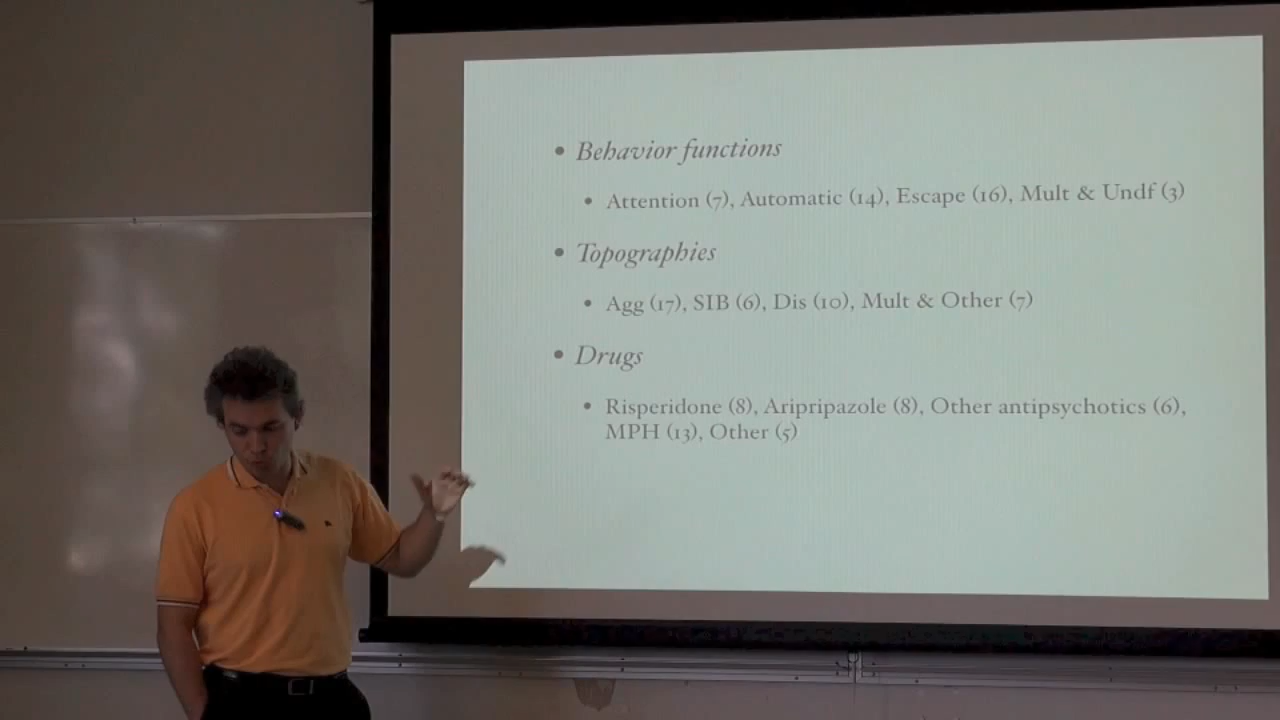 • Behavior functions
• Attention (7), Automatic (14), Escape (16), Mult & Undf (3)
• Topographies
• Agg (17), SIB (6), Dis (10), Mult & Other (7)
• Drugs
• Risperidone (8), Aripripazole (8), Other antipsychotics (6),
MPH (13), Other (5)